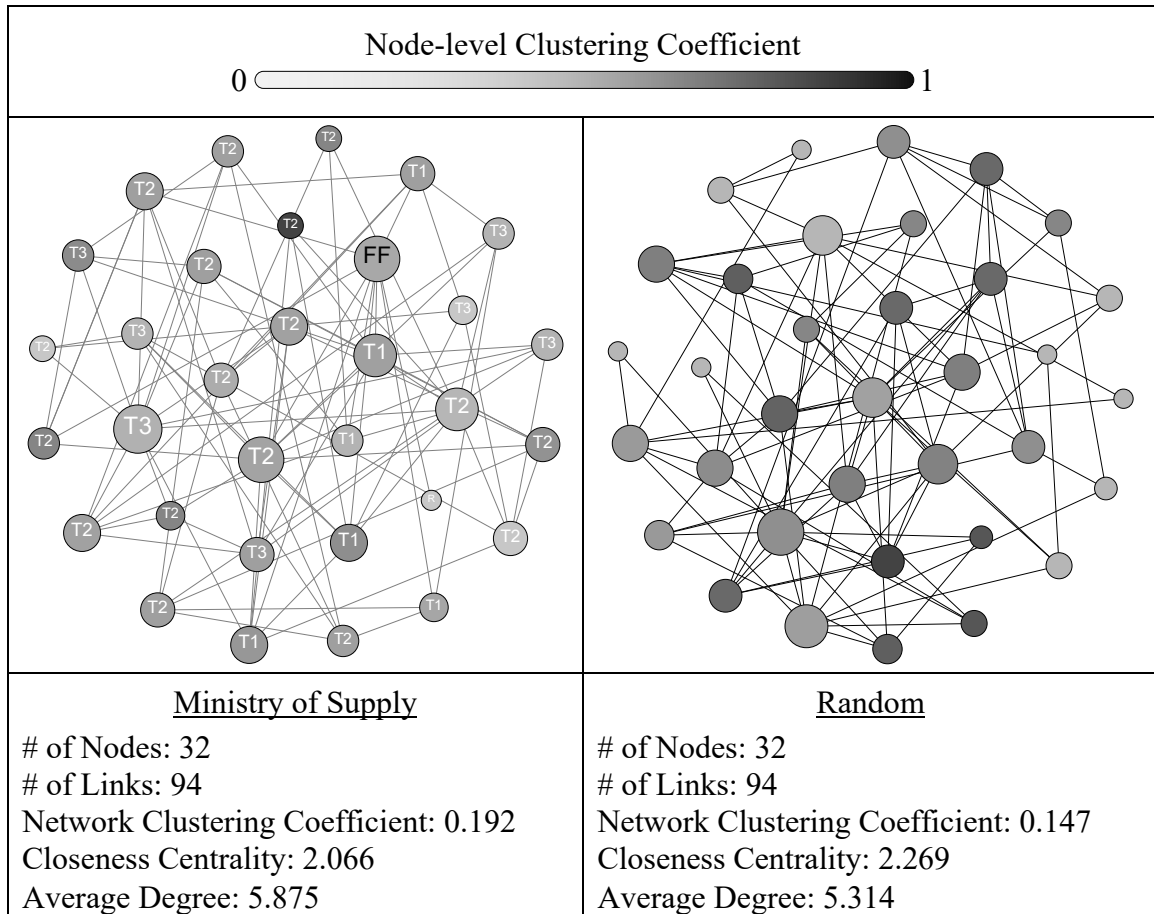 Node-level Clustering Coefficient
0 1
T2
T2
T1
T2
T2
T3
T3
FF
T2
T3
T2
T3
T1
T3
T2
T2
T3
T2
T1
T2
T2
T2
R
T2
T2
T1
T2
T3
T1
T2
T2
T1
Ministry of Supply
# of Nodes: 32
# of Links: 94
Network Clustering Coefficient: 0.192
Closeness Centrality: 2.066
Average Degree: 5.875
Random
# of Nodes: 32
# of Links: 94
Network Clustering Coefficient: 0.147
Closeness Centrality: 2.269
Average Degree: 5.314